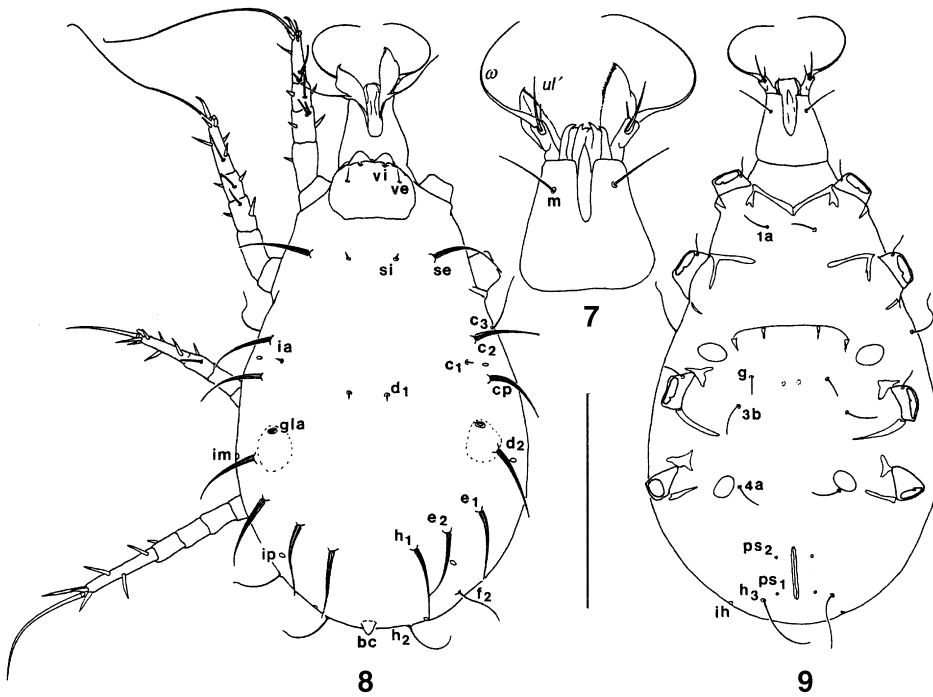 ω
ul′
vi
ve
m
1a
si
se
7
c3
c2
ia
c1
cp
d1
g
3b
gla
im
d2
4a
e1
e2
h1
ip
ps2
ps1
f2
h3
ih
bc
h2
8
9